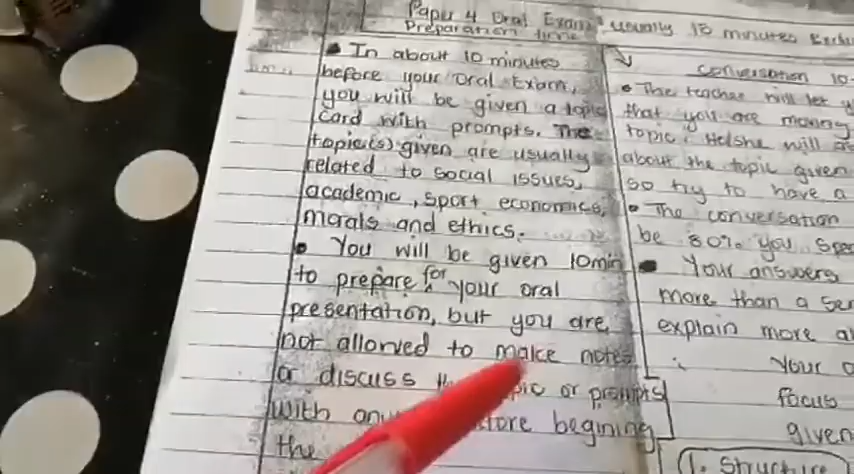 Paper 4 Oral Exam: usually 15 minutes
Preparation time
• In about 10 minutes
before your Oral Exam,
you will be given a topic
card with prompts. The
topic(s) given are usually
related to social issues,
academic, sport economics,
morals and ethics.
• You will be given 10min
to prepare for your oral
presentation, but you are
not allowed to make notes
or discuss
or prompts
with begining
the
conversation 10
• The teacher will let
that you are moving
topic. He/she will
about the topic given
so try to have a
• The conversation
be 80% you
• Your answers
more than a
explain more
Your
focus
given
1. Structure